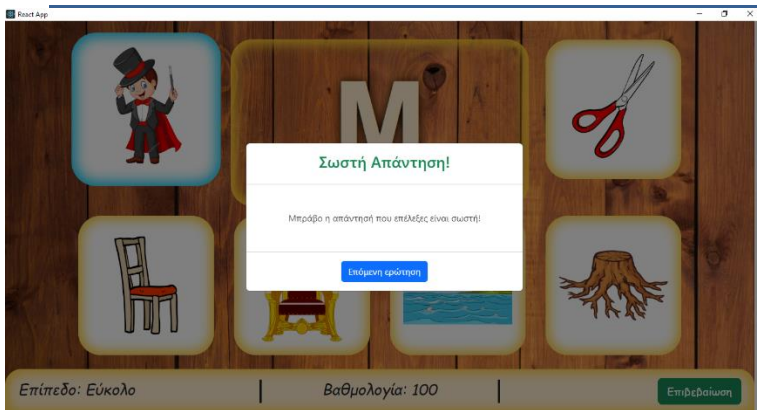 React App
Μ
Σωστή Απάντηση!
Μπράβο η απάντησή που επέλεξες είναι σωστή!
Επόμενη ερώτηση
Επίπεδο: Εύκολο
Βαθμολογία: 100
Επιβεβαίωση